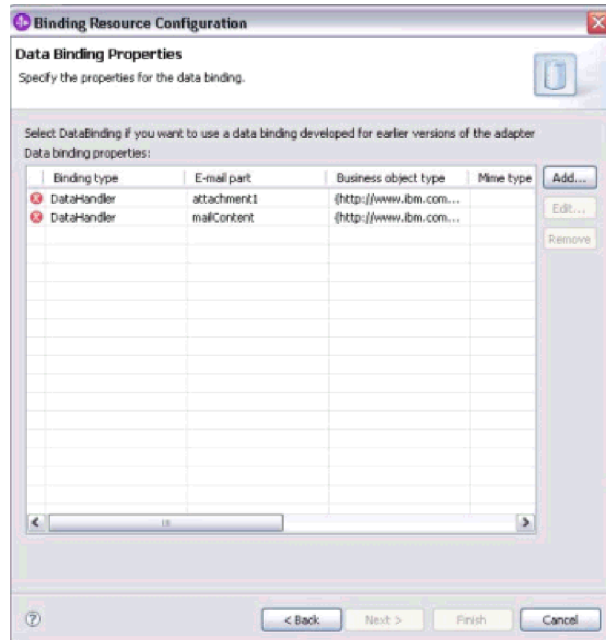 Binding Resource Configuration
Data Binding Properties
Specify the properties for the data binding.
Select DataBinding if you want to use a data binding developed for earlier versions of the adapter
Data binding properties:
Binding type E-mail part Business object type Mime type Add...
DataHandler attachment1 {http://www.ibm.com...
DataHandler mailContent {http://www.ibm.com...
Edit...
Remove
< Back Next > Finish Cancel